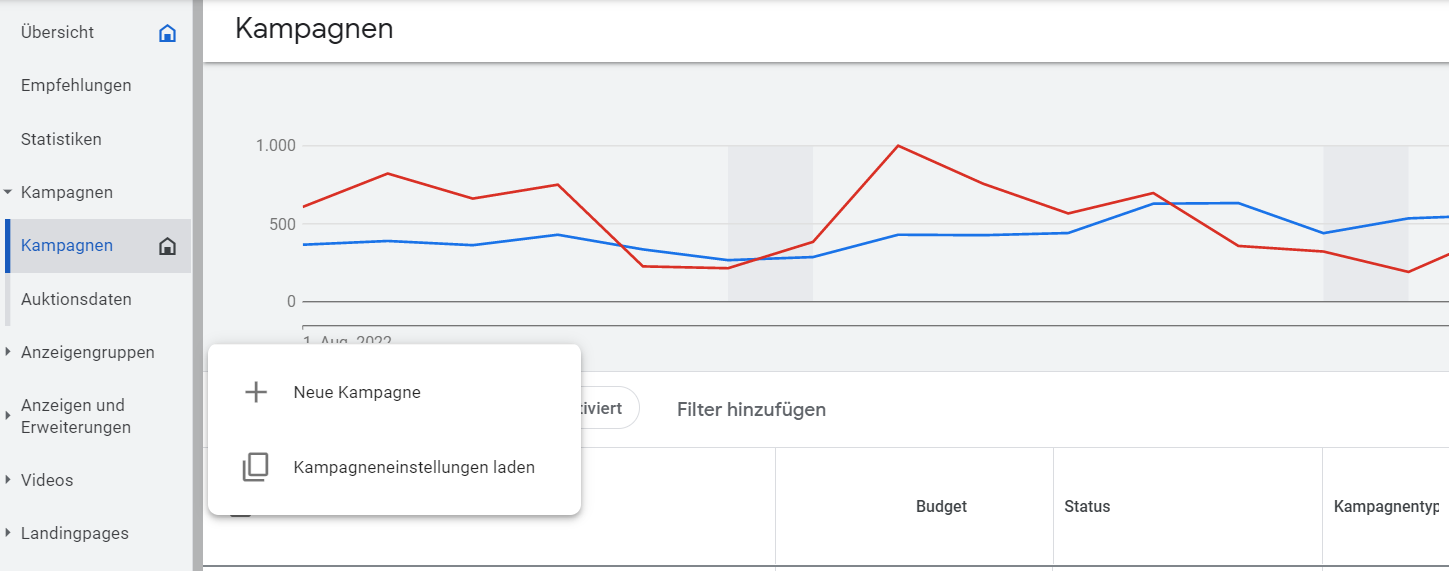 Übersicht
Empfehlungen
Statistiken
Kampagnen
Kampagnen
Auktionsdaten
Anzeigengruppen
Anzeigen und
Erweiterungen
Videos
Landingpages
Kampagnen
1.000
500
0
1. Aug. 2022
Neue Kampagne
Kampagneneinstellungen laden
tiviert
Filter hinzufügen
Budget
Status
Kampagnentyp